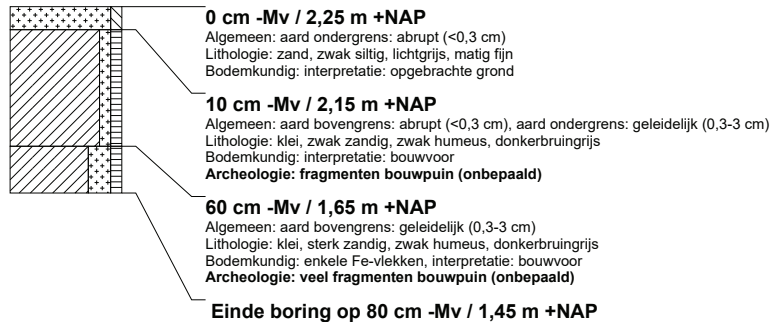 0 cm -Mv / 2,25 m +NAP
Algemeen: aard ondergrens: abrupt (<0,3 cm)
Lithologie: zand, zwak siltig, lichtgrijs, matig fijn
Bodemkundig: interpretatie: opgebrachte grond
10 cm -Mv / 2,15 m +NAP
Algemeen: aard bovengrens: abrupt (<0,3 cm), aard ondergrens: geleidelijk (0,3-3 cm)
Lithologie: klei, zwak zandig, zwak humeus, donkerbruingrijs
Bodemkundig: interpretatie: bouwvoor
Archeologie: fragmenten bouwpuin (onbepaald)
60 cm -Mv / 1,65 m +NAP
Algemeen: aard bovengrens: geleidelijk (0,3-3 cm)
Lithologie: klei, sterk zandig, zwak humeus, donkerbruingrijs
Bodemkundig: enkele Fe-vlekken, interpretatie: bouwvoor
Archeologie: veel fragmenten bouwpuin (onbepaald)
Einde boring op 80 cm -Mv / 1,45 m +NAP